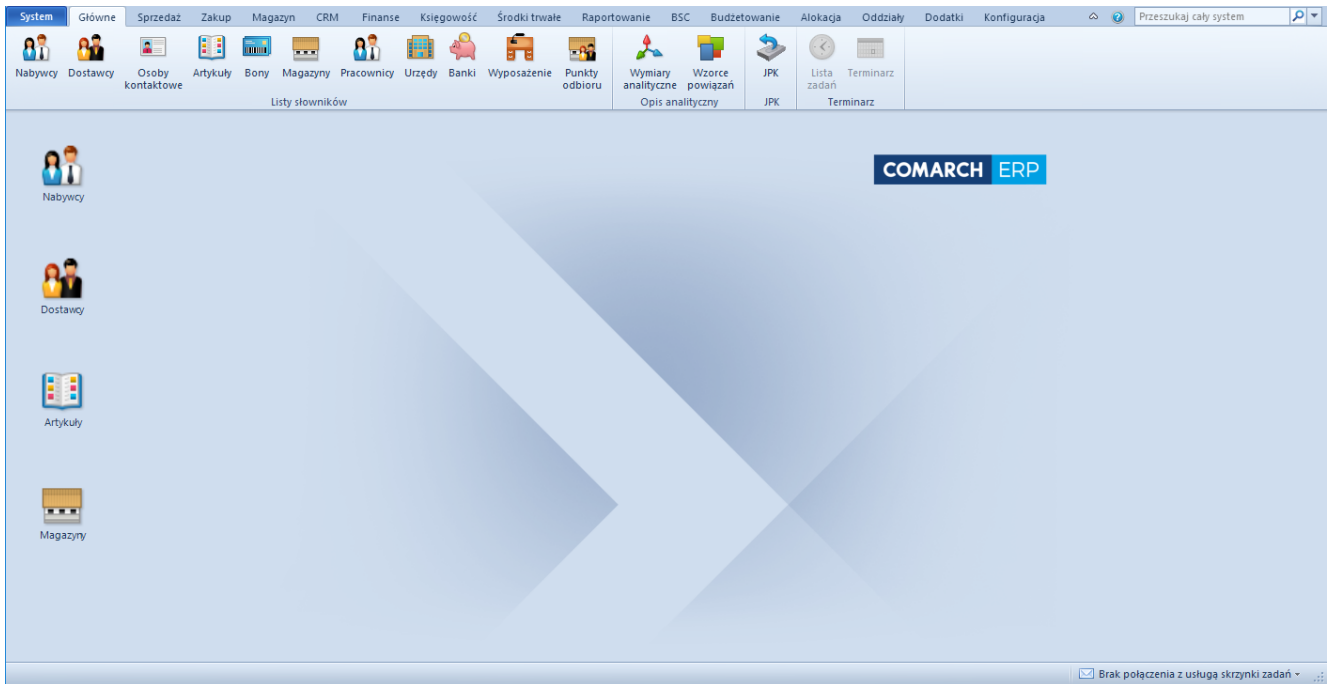 System Główne Sprzedaż Zakup Magazyn CRM Finanse Księgowość Środki trwałe Raportowanie BSC Budżetowanie Alokacja Oddziały Dodatki Konfiguracja Przeszukaj cały system
Nabywcy Dostawcy Osoby kontaktowe Artykuły Bony Magazyny Pracownicy Urzędy Banki Wyposażenie Punkty odbioru Wymiary analityczne Wzorce powiązań JPK Lista zadań Terminarz
Listy słowników Opis analityczny JPK Terminarz
COMARCH ERP
Nabywcy
Dostawcy
Artykuły
Magazyny
Brak połączenia z usługą skrzynki zadań